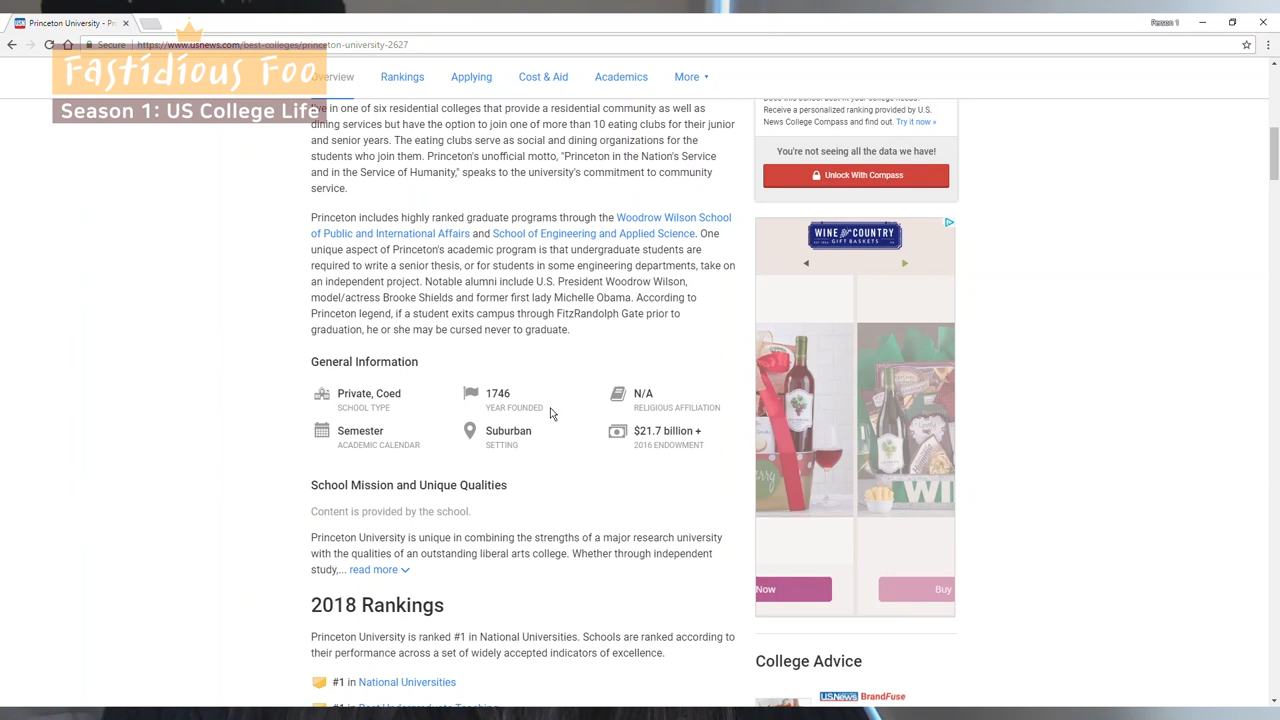 Princeton University - Pr
Person 1
Secure
https://www.usnews.com/best-colleges/princeton-university-2627
Fastidious Foo
Season 1: US College Life
Overview
Rankings
Applying
Cost & Aid
Academics
More
live in one of six residential colleges that provide a residential community as well as
dining services but have the option to join one of more than 10 eating clubs for their junior
and senior years. The eating clubs serve as social and dining organizations for the
students who join them. Princeton's unofficial motto, "Princeton in the Nation's Service
and in the Service of Humanity," speaks to the university's commitment to community
service.
Princeton includes highly ranked graduate programs through the Woodrow Wilson School
of Public and International Affairs and School of Engineering and Applied Science. One
unique aspect of Princeton's academic program is that undergraduate students are
required to write a senior thesis, or for students in some engineering departments, take on
an independent project. Notable alumni include U.S. President Woodrow Wilson,
model/actress Brooke Shields and former first lady Michelle Obama. According to
Princeton legend, if a student exits campus through FitzRandolph Gate prior to
graduation, he or she may be cursed never to graduate.
General Information
Private, Coed
SCHOOL TYPE
1746
YEAR FOUNDED
N/A
RELIGIOUS AFFILIATION
Semester
ACADEMIC CALENDAR
Suburban
SETTING
$21.7 billion +
2016 ENDOWMENT
School Mission and Unique Qualities
Content is provided by the school.
Princeton University is unique in combining the strengths of a major research university
with the qualities of an outstanding liberal arts college. Whether through independent
study,... read more
2018 Rankings
Princeton University is ranked #1 in National Universities. Schools are ranked according to
their performance across a set of widely accepted indicators of excellence.
#1 in National Universities
#1 in Best Undergraduate Teaching
Receive a personalized ranking provided by U.S.
News College Compass and find out. Try it now »
You're not seeing all the data we have!
Unlock With Compass
WINE COUNTRY
GIFT BASKETS
WI
Now
Buy
College Advice
USNews BrandFuse